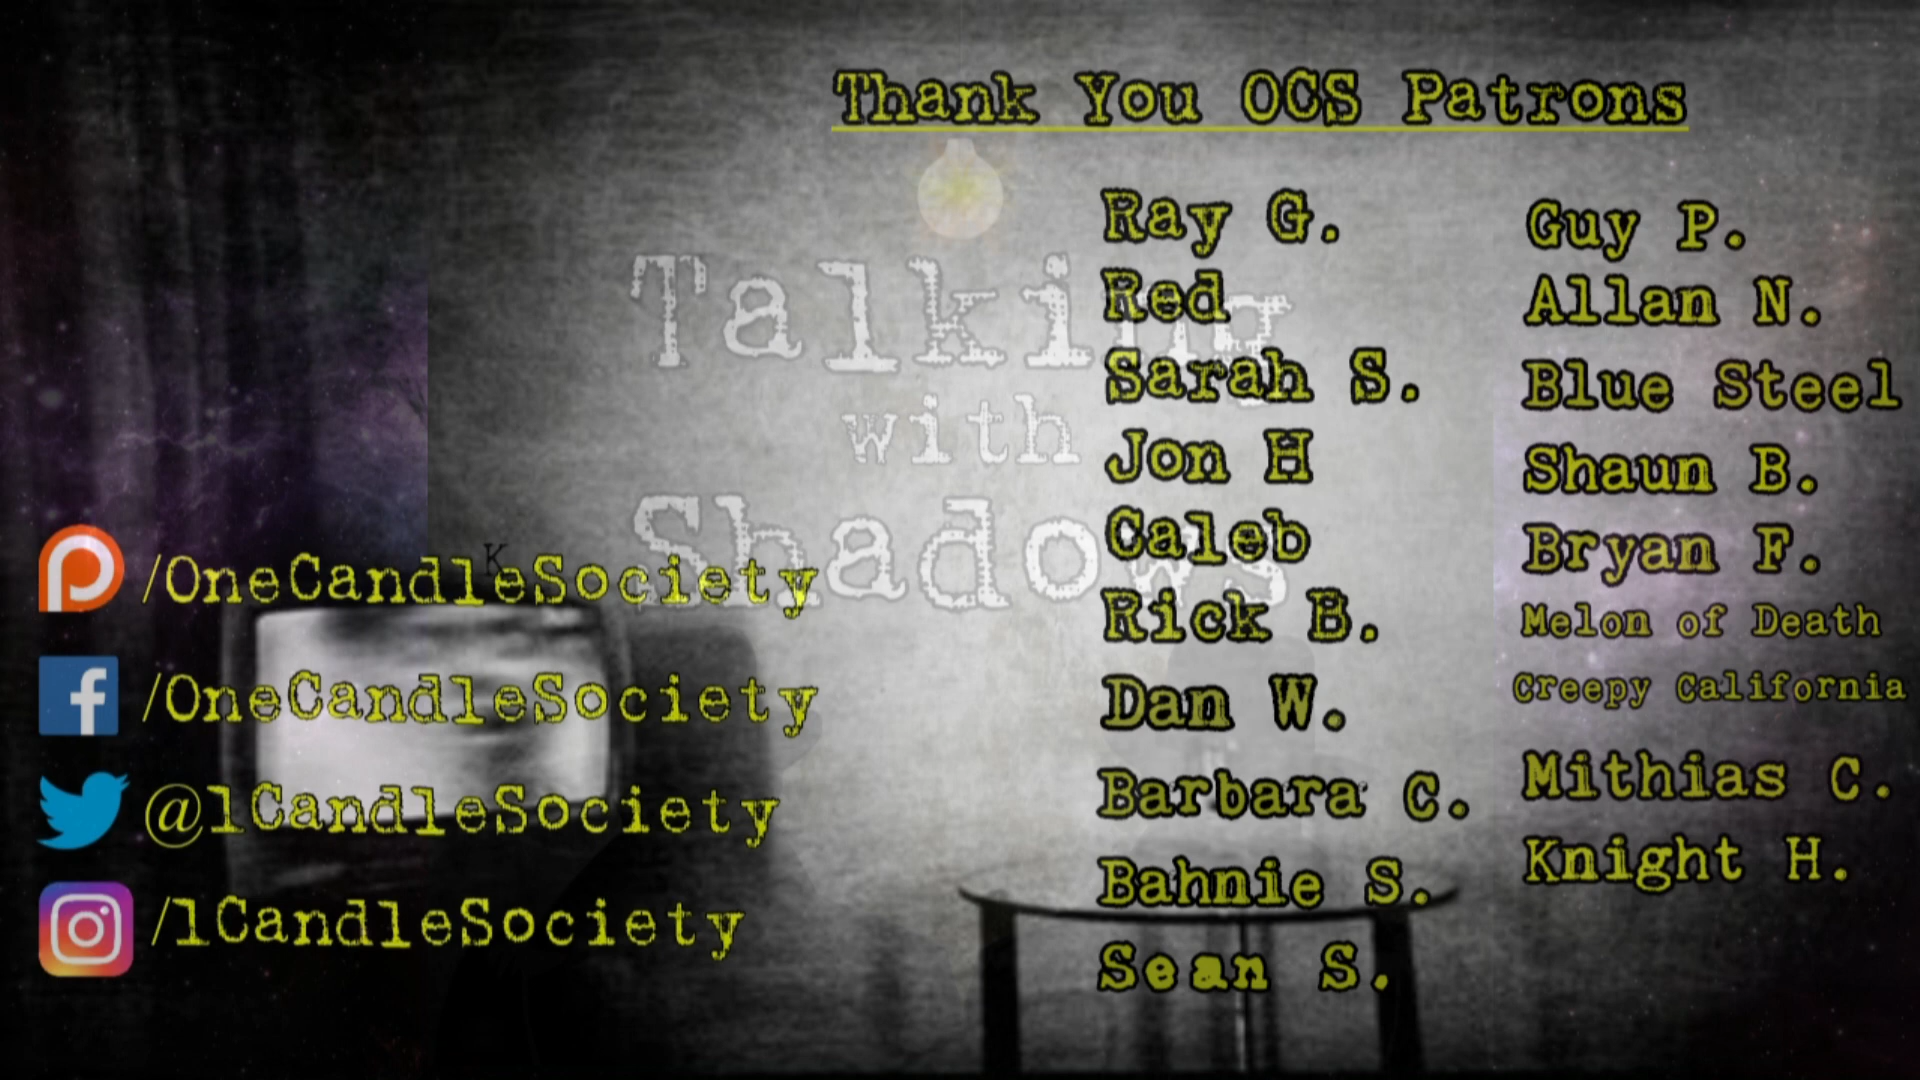 Thank You OCS Patrons
Talking
with
Shadows
K
/OneCandleSociety
/OneCandleSociety
@1CandleSociety
/1CandleSociety
Ray G.
Red
Sarah S.
Jon H
Caleb
Rick B.
Dan W.
Barbara C.
Bahnie S.
Sean S.
Guy P.
Allan N.
Blue Steel
Shaun B.
Bryan F.
Melon of Death
Creepy California
Mithias C.
Knight H.